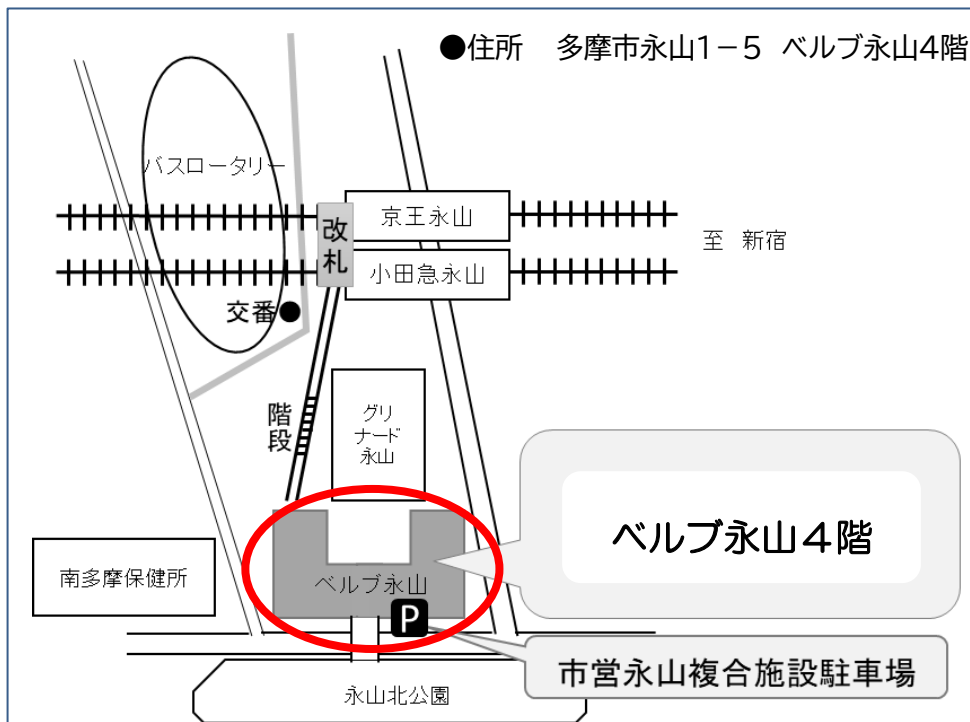 ●住所　多摩市永山1－5 ベルブ永山4階
バスロータリー
改
札
京王永山
小田急永山
至 新宿
交番●
階
段
グリ
ナード
永山
ベルブ永山４階
南多摩保健所
ベルブ永山
P
市営永山複合施設駐車場
永山北公園